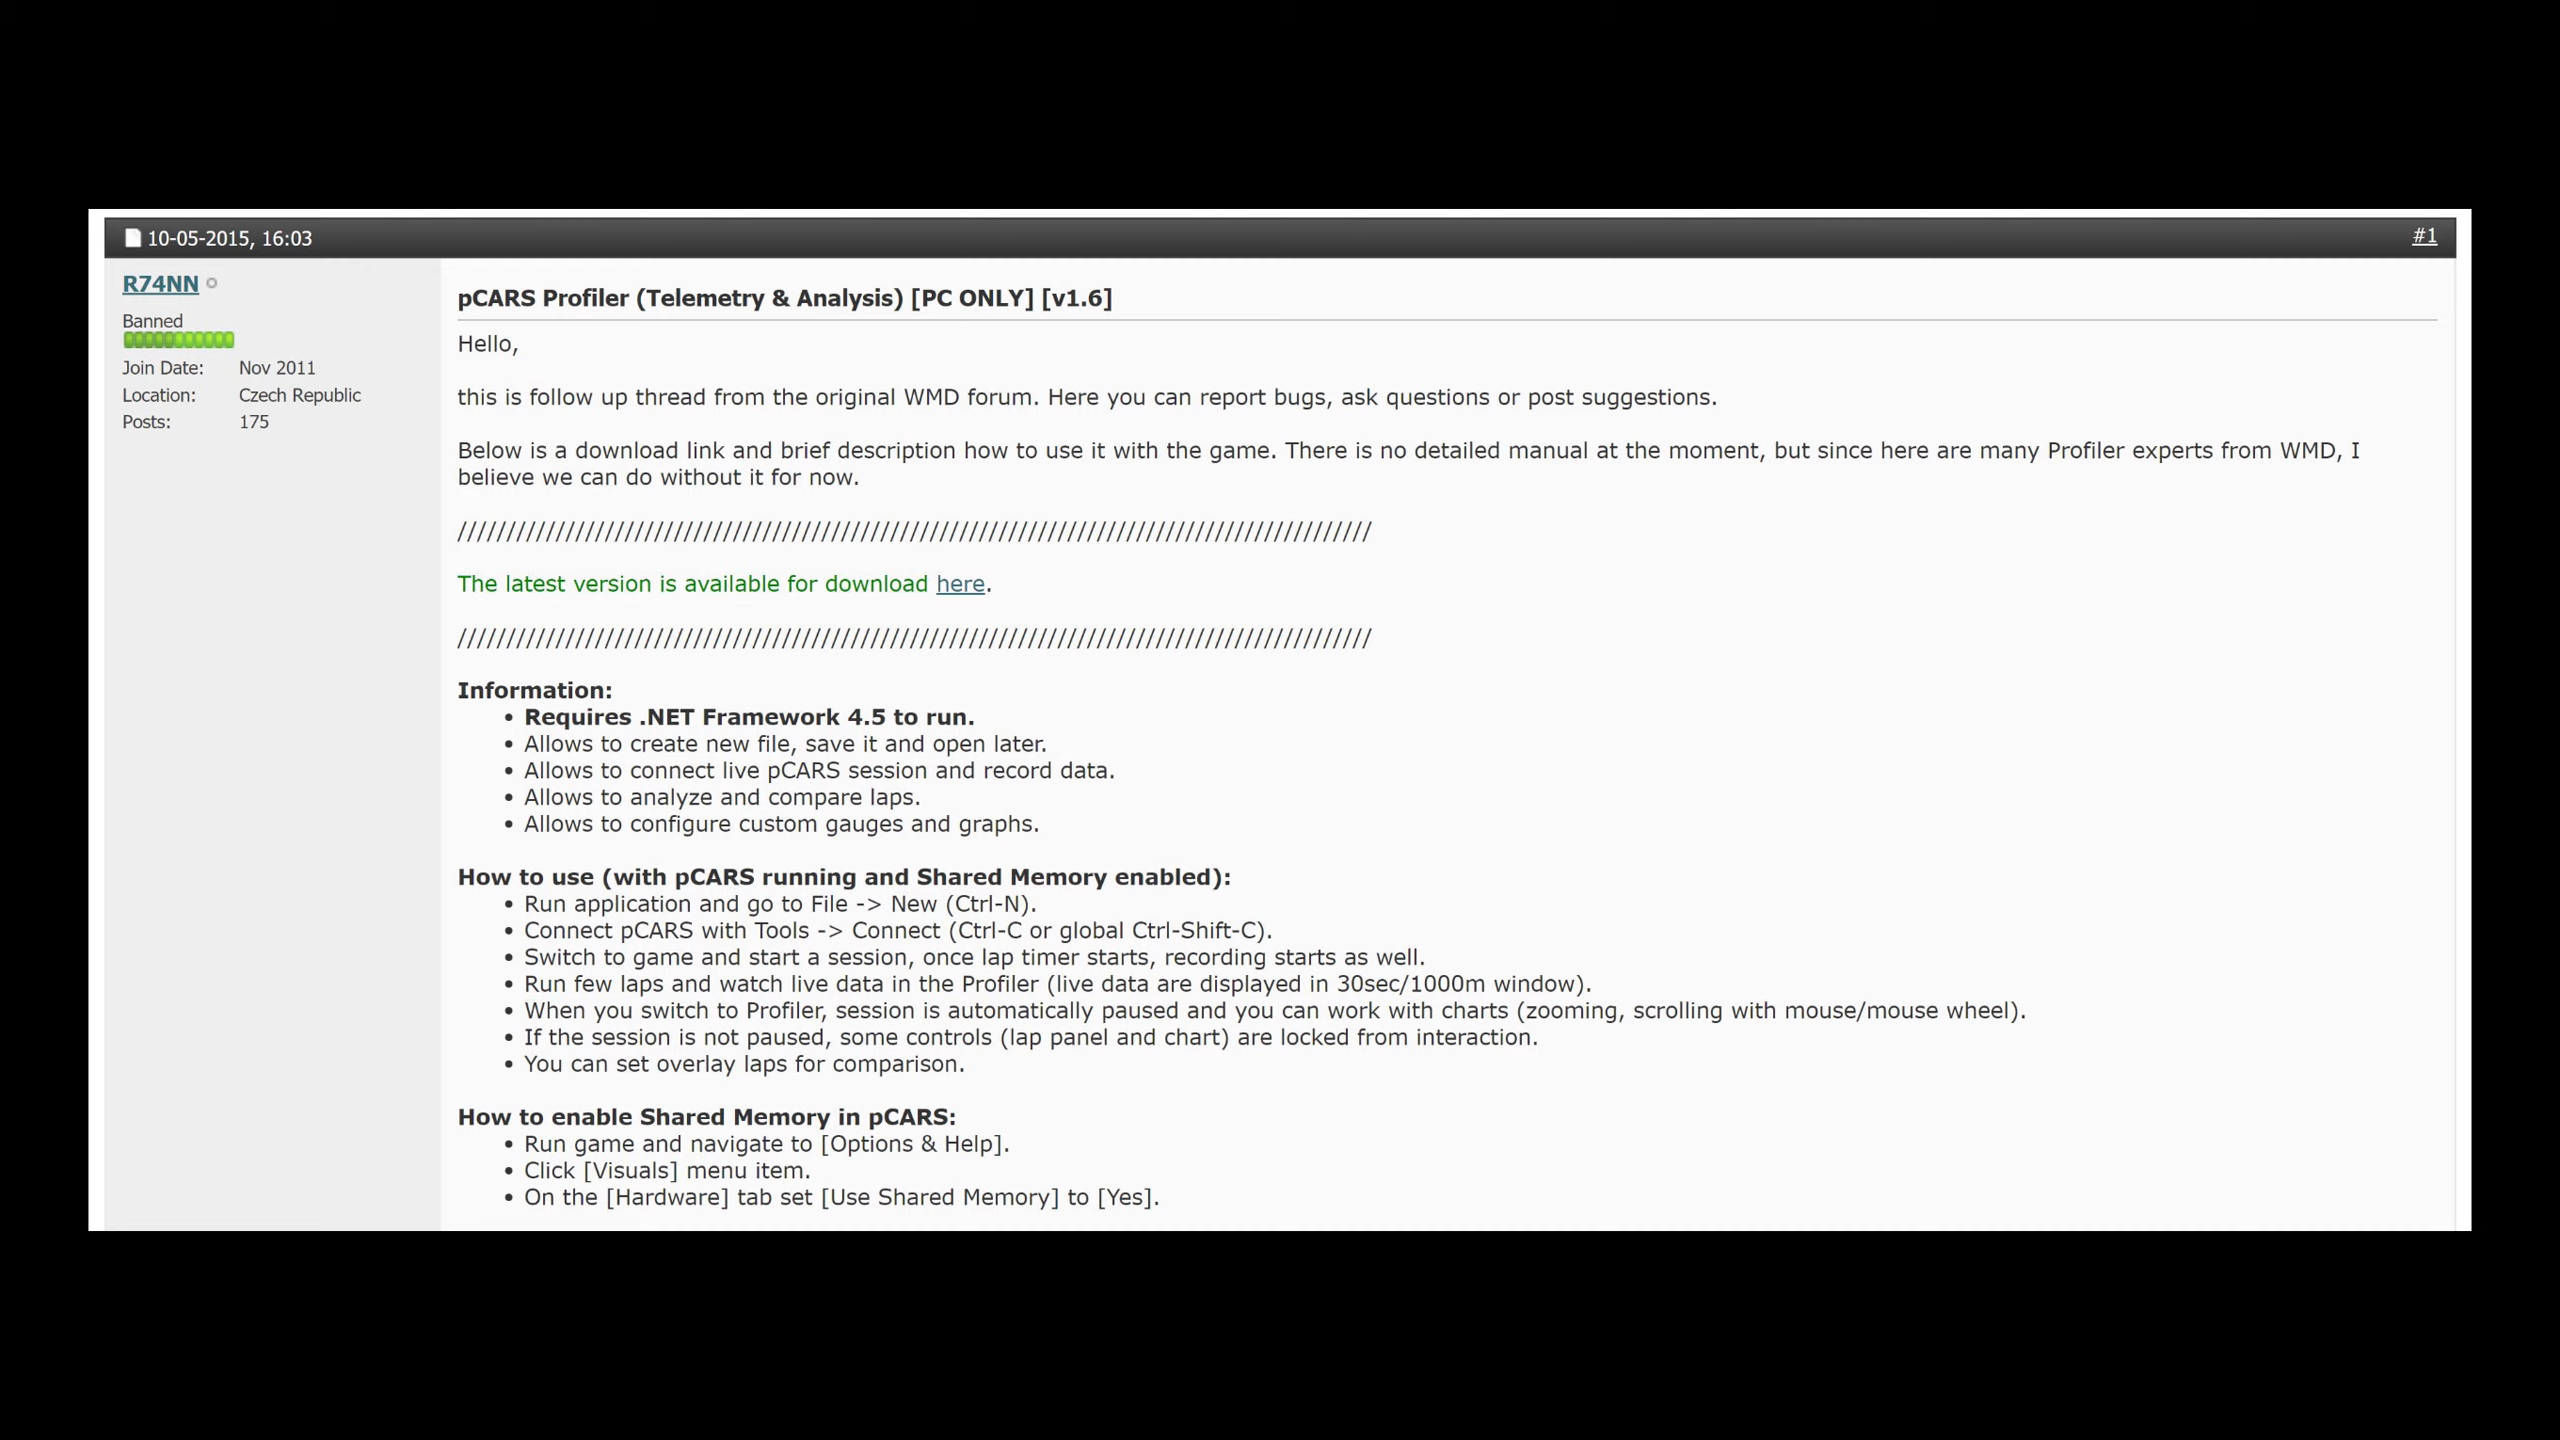 10-05-2015, 16:03
#1
R74NN
Banned
Join Date: Nov 2011
Location: Czech Republic
Posts: 175
pCARS Profiler (Telemetry & Analysis) [PC ONLY] [v1.6]
Hello,
this is follow up thread from the original WMD forum. Here you can report bugs, ask questions or post suggestions.
Below is a download link and brief description how to use it with the game. There is no detailed manual at the moment, but since here are many Profiler experts from WMD, I
believe we can do without it for now.
/////////////////////////////////////////////////////////////////////////////////////////////
The latest version is available for download here.
/////////////////////////////////////////////////////////////////////////////////////////////
Information:
• Requires .NET Framework 4.5 to run.
• Allows to create new file, save it and open later.
• Allows to connect live pCARS session and record data.
• Allows to analyze and compare laps.
• Allows to configure custom gauges and graphs.
How to use (with pCARS running and Shared Memory enabled):
• Run application and go to File -> New (Ctrl-N).
• Connect pCARS with Tools -> Connect (Ctrl-C or global Ctrl-Shift-C).
• Switch to game and start a session, once lap timer starts, recording starts as well.
• Run few laps and watch live data in the Profiler (live data are displayed in 30sec/1000m window).
• When you switch to Profiler, session is automatically paused and you can work with charts (zooming, scrolling with mouse/mouse wheel).
• If the session is not paused, some controls (lap panel and chart) are locked from interaction.
• You can set overlay laps for comparison.
How to enable Shared Memory in pCARS:
• Run game and navigate to [Options & Help].
• Click [Visuals] menu item.
• On the [Hardware] tab set [Use Shared Memory] to [Yes].